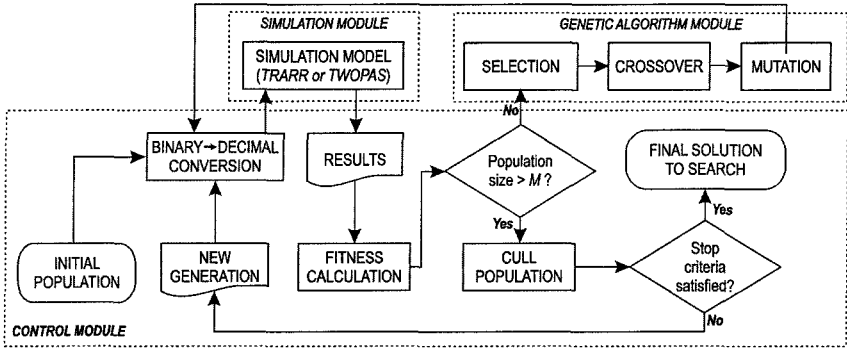 SIMULATION MODULE
GENETIC ALGORITHM MODULE
SIMULATION MODEL
(TRARR or TWOPAS)
SELECTION
CROSSOVER
MUTATION
No
BINARY→DECIMAL
CONVERSION
RESULTS
Population
size > M ?
FINAL SOLUTION
TO SEARCH
Yes
Yes
INITIAL
POPULATION
NEW
GENERATION
FITNESS
CALCULATION
CULL
POPULATION
Stop
criteria
satisfied?
No
CONTROL MODULE